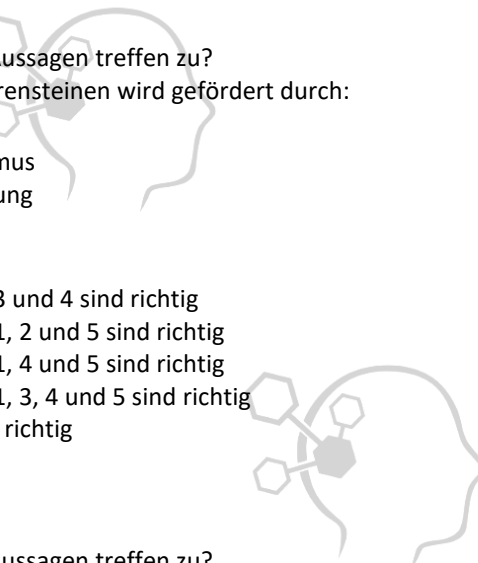 ussagen treffen zu?
rensteinen wird gefördert durch:
mus
ung
3 und 4 sind richtig
1, 2 und 5 sind richtig
1, 4 und 5 sind richtig
1, 3, 4 und 5 sind richtig
richtig
ussagen treffen zu?